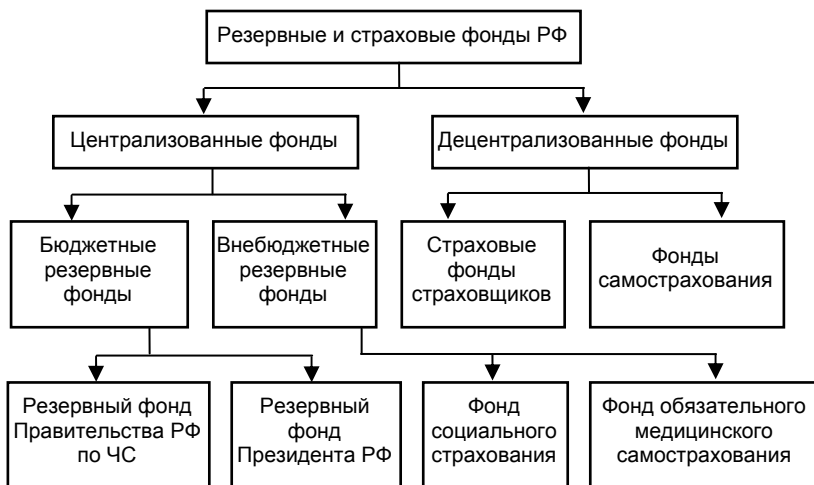 Резервные и страховые фонды РФ
Централизованные фонды
Децентрализованные фонды
Бюджетные
резервные
фонды
Внебюджетные
резервные
фонды
Страховые
фонды
страховщиков
Фонды
самострахования
Резервный фонд
Правительства РФ
по ЧС
Резервный
фонд
Президента РФ
Фонд
социального
страхования
Фонд обязательного
медицинского
самострахования